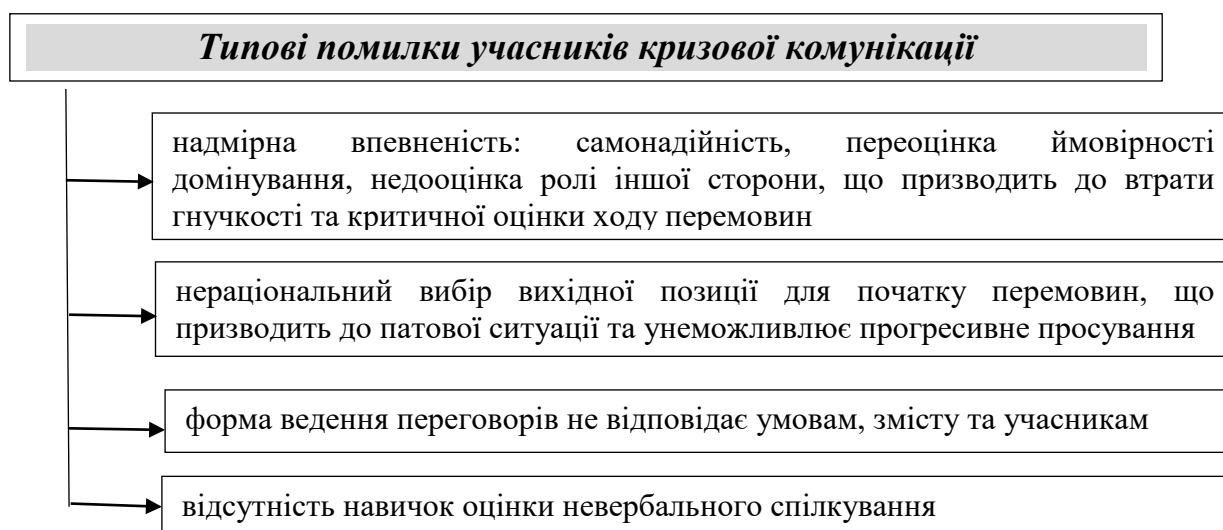 Типові помилки учасників кризової комунікації
надмірна впевненість: самонадійність, переоцінка ймовірності
домінування, недооцінка ролі іншої сторони, що призводить до втрати
гнучкості та критичної оцінки ходу перемовин
нераціональний вибір вихідної позиції для початку перемовин, що
призводить до патової ситуації та унеможливлює прогресивне просування
форма ведення переговорів не відповідає умовам, змісту та учасникам
відсутність навичок оцінки невербального спілкування